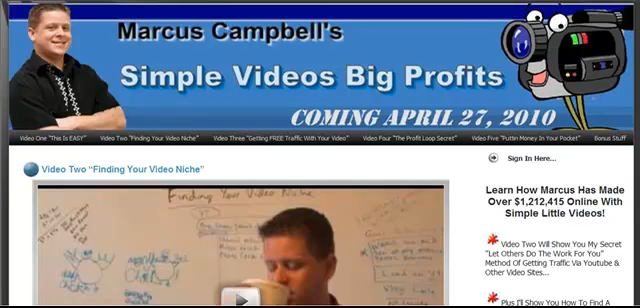 Marcus Campbell's
Simple Videos Big Profits
COMING APRIL 27, 2010
Video One "This Is EASY" Video Two "Finding Your Video Niche" Video Three "Getting FREE Traffic With Your Video" Video Four "The Profit Loop Secret" Video Five "Puttin Money In Your Pocket" Bonus Stuff
Sign In Here...
Video Two "Finding Your Video Niche"
Finding Your Video Niche
Learn How Marcus Has Made
Over $1,212,415 Online With
Simple Little Videos!
Video Two Will Show You My Secret
"Let Others Do The Work For You"
Method Of Getting Traffic Via Youtube &
Other Video Sites...
Plus I'll Show You How To Find A